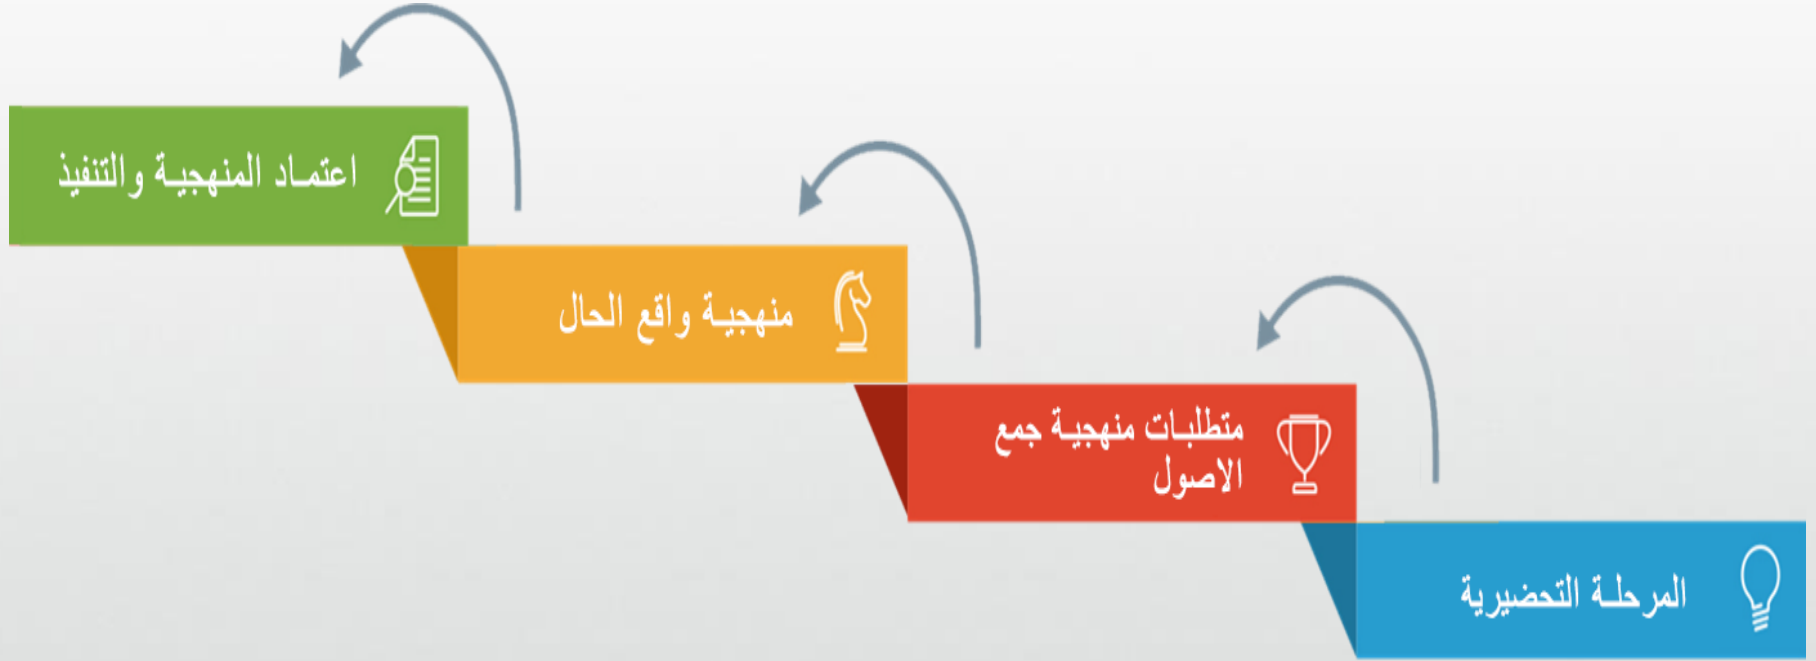 اعتماد المنهجية والتنفيذ
منهجية واقع الحال
متطلبات منهجية جمع
الاصول
المرحلة التحضيرية